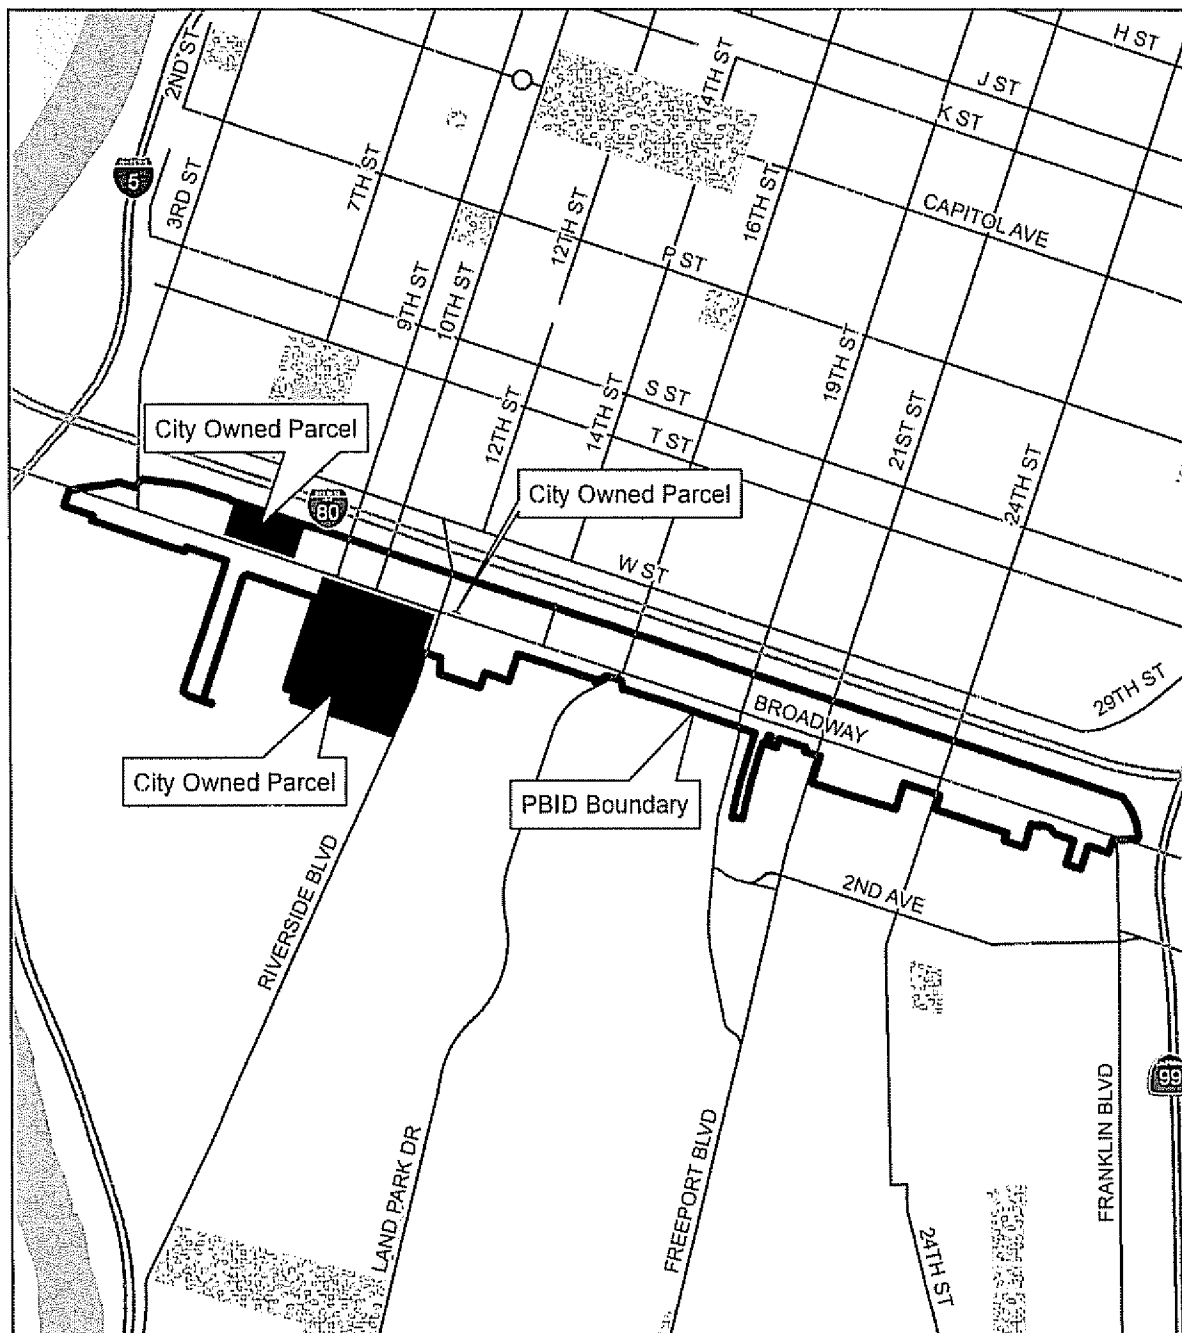 H ST
J ST
K ST
14TH ST
2ND ST
5
3RD ST
7TH ST
12TH ST
16TH ST
CAPITOL AVE
P ST
9TH ST
10TH ST
19TH ST
S ST
T ST
12TH ST
14TH ST
21ST ST
24TH ST
City Owned Parcel
City Owned Parcel
80
W ST
29TH ST
BROADWAY
City Owned Parcel
PBID Boundary
RIVERSIDE BLVD
2ND AVE
LAND PARK DR
FREEPORT BLVD
24TH ST
FRANKLIN BLVD
99